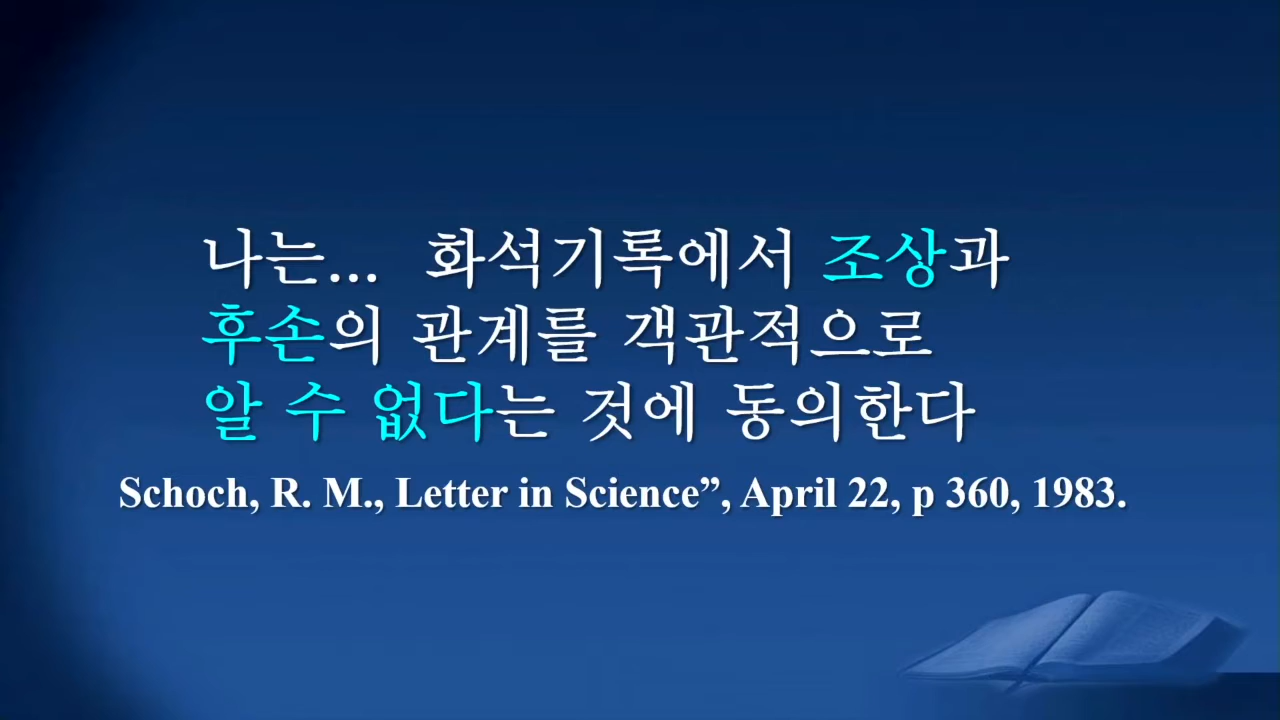 나는... 화석기록에서 조상과
후손의 관계를 객관적으로
알 수 없다는 것에 동의한다
Schoch, R. M., Letter in Science”, April 22, p 360, 1983.